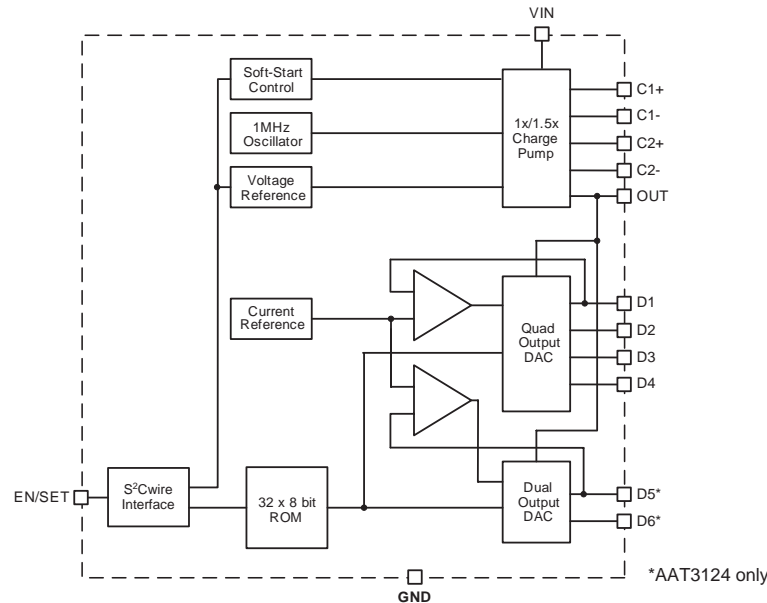 VIN
Soft-Start
Control
1MHz
Oscillator
Voltage
Reference
1x/1.5x
Charge
Pump
C1+
C1-
C2+
C2-
OUT
Current
Reference
Quad
Output
DAC
D1
D2
D3
D4
EN/SET
S²Cwire
Interface
32 x 8 bit
ROM
Dual
Output
DAC
D5*
D6*
*AAT3124 only
GND